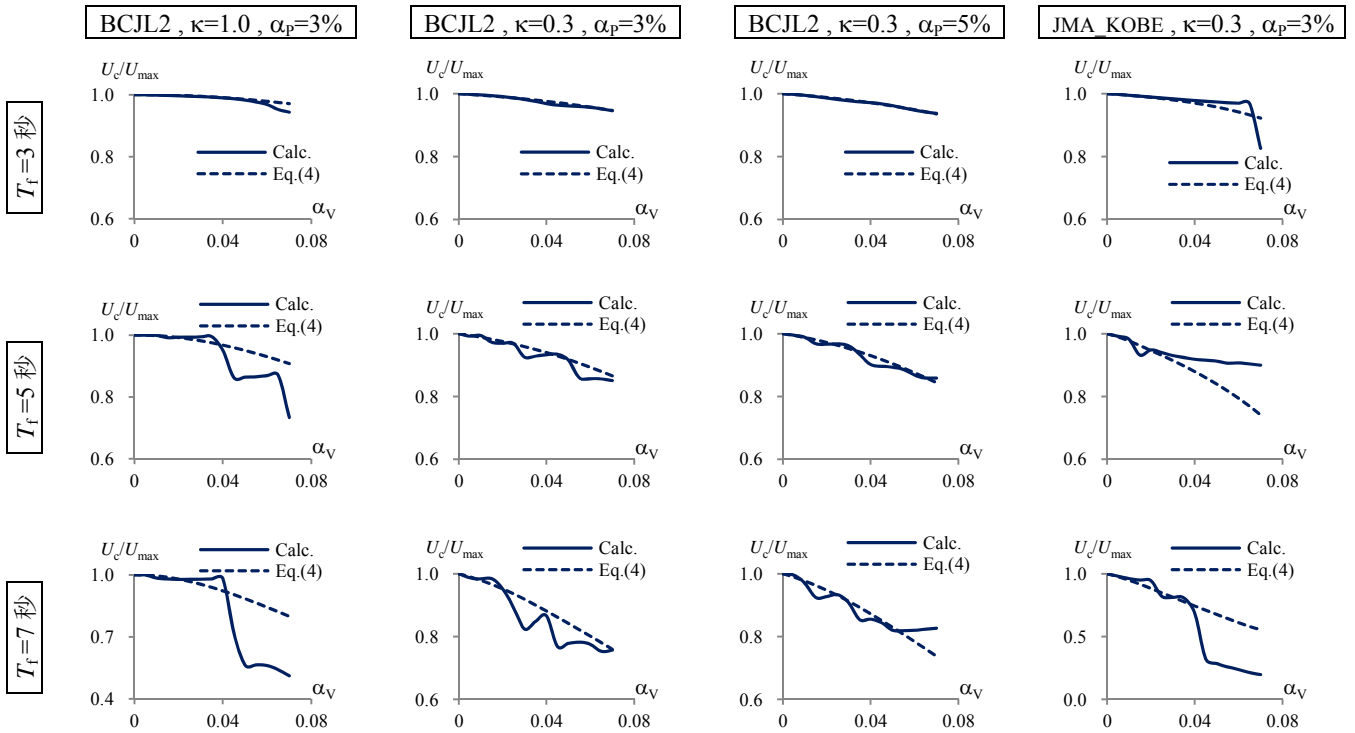 BCJL2 , κ=1.0 , αP=3%
BCJL2 , κ=0.3 , αP=3%
BCJL2 , κ=0.3 , αP=5%
JMA_KOBE , κ=0.3 , αP=3%
Tf=3 秒
Uc/Umax
1.0
0.8
0.6
0
0.04
0.08
αV
Calc.
Eq.(4)
Uc/Umax
1.0
0.8
0.6
0
0.04
0.08
αV
Calc.
Eq.(4)
Uc/Umax
1.0
0.8
0.6
0
0.04
0.08
αV
Calc.
Eq.(4)
Uc/Umax
1.0
0.8
0.6
0
0.04
0.08
αV
Calc.
Eq.(4)
Tf=5 秒
Uc/Umax
Calc.
Eq.(4)
1.0
0.8
0.6
0
0.04
0.08
αV
Uc/Umax
Calc.
Eq.(4)
1.0
0.8
0.6
0
0.04
0.08
αV
Uc/Umax
Calc.
Eq.(4)
1.0
0.8
0.6
0
0.04
0.08
αV
Uc/Umax
Calc.
Eq.(4)
1.0
0.8
0.6
0
0.04
0.08
αV
Tf=7 秒
Uc/Umax
Calc.
Eq.(4)
1.0
0.7
0.4
0
0.04
0.08
αV
Uc/Umax
Calc.
Eq.(4)
1.0
0.8
0.6
0
0.04
0.08
αV
Uc/Umax
Calc.
Eq.(4)
1.0
0.8
0.6
0
0.04
0.08
αV
Uc/Umax
Calc.
Eq.(4)
1.0
0.5
0.0
0
0.04
0.08
αV